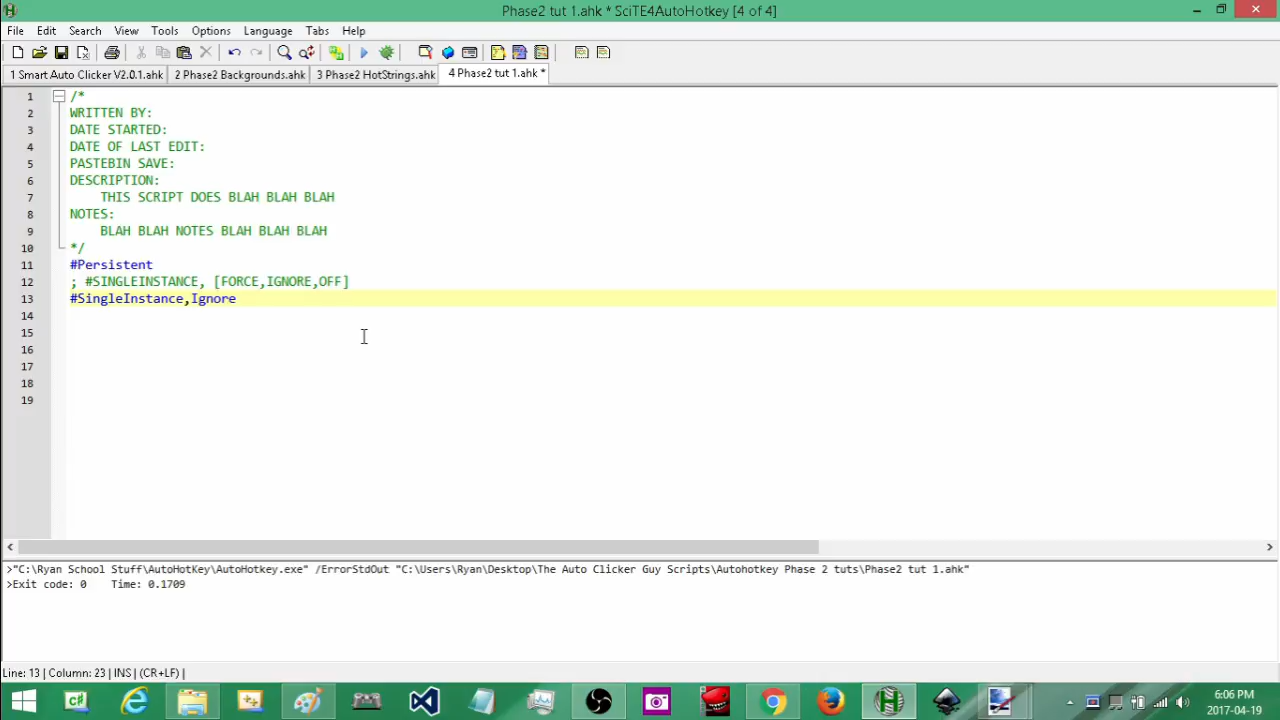 Phase2 tut 1.ahk * SciTE4AutoHotkey [4 of 4]
File Edit Search View Tools Options Language Tabs Help
1 Smart Auto Clicker V2.0.1.ahk 2 Phase2 Backgrounds.ahk 3 Phase2 HotStrings.ahk 4 Phase2 tut 1.ahk *
1 /*
2 WRITTEN BY:
3 DATE STARTED:
4 DATE OF LAST EDIT:
5 PASTEBIN SAVE:
6 DESCRIPTION:
7 THIS SCRIPT DOES BLAH BLAH BLAH
8 NOTES:
9 BLAH BLAH NOTES BLAH BLAH BLAH
10 */
11 #Persistent
12 ; #SINGLEINSTANCE, [FORCE,IGNORE,OFF]
13 #SingleInstance,Ignore
14
15
16
17
18
19
>"C:\Ryan School Stuff\AutoHotKey\AutoHotkey.exe" /ErrorStdOut "C:\Users\Ryan\Desktop\The Auto Clicker Guy Scripts\Autohotkey Phase 2 tuts\Phase2 tut 1.ahk"
>Exit code: 0 Time: 0.1709
Line: 13 | Column: 23 | INS | (CR+LF) |
6:06 PM
2017-04-19